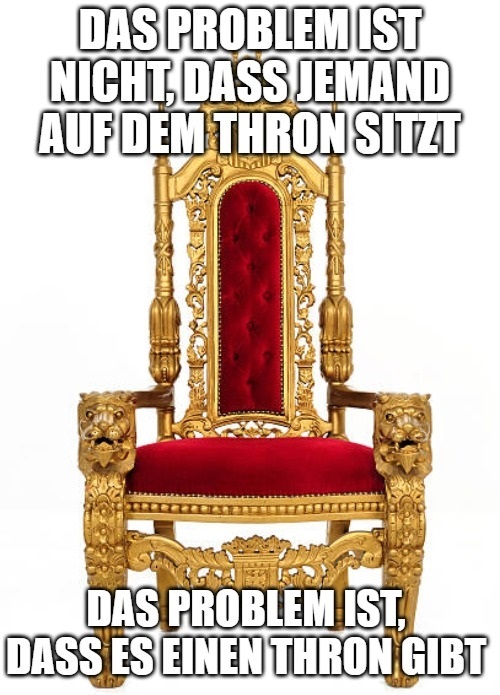 DAS PROBLEM IST
NICHT, DASS JEMAND
AUF DEM THRON SITZT
DAS PROBLEM IST,
DASS ES EINEN THRON GIBT